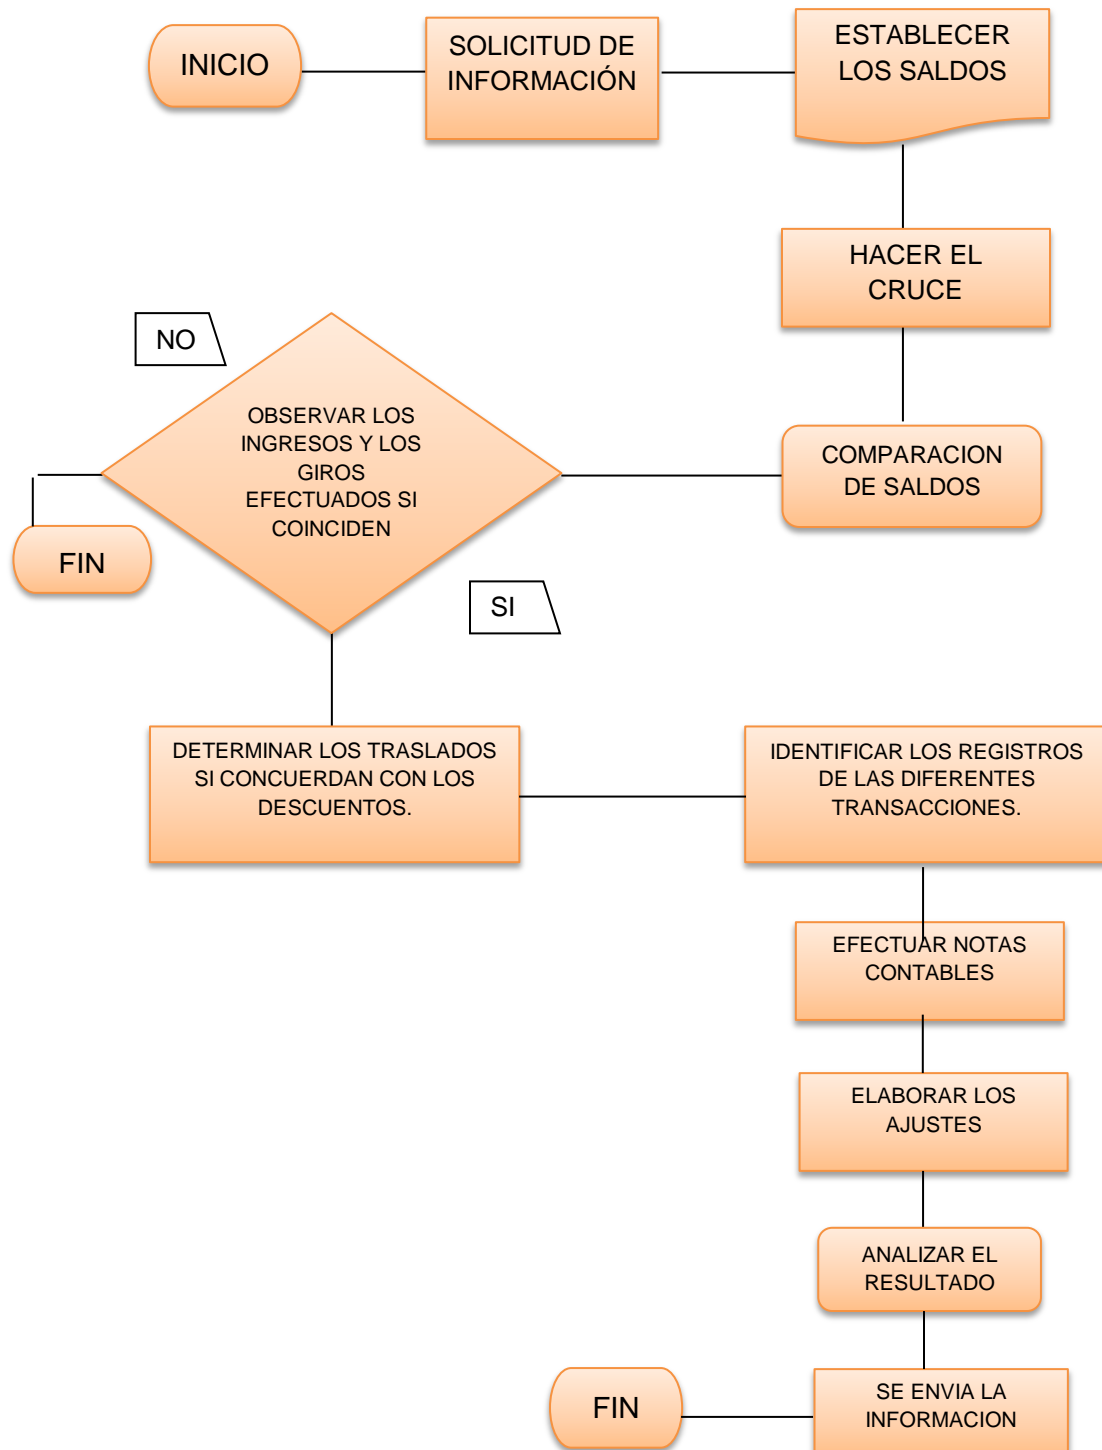 INICIO
SOLICITUD DE
INFORMACIÓN
ESTABLECER
LOS SALDOS
HACER EL
CRUCE
COMPARACION
DE SALDOS
NO
OBSERVAR LOS
INGRESOS Y LOS
GIROS
EFECTUADOS SI
COINCIDEN
FIN
SI
DETERMINAR LOS TRASLADOS
SI CONCUERDAN CON LOS
DESCUENTOS.
IDENTIFICAR LOS REGISTROS
DE LAS DIFERENTES
TRANSACCIONES.
EFECTUAR NOTAS
CONTABLES
ELABORAR LOS
AJUSTES
ANALIZAR EL
RESULTADO
SE ENVIA LA
INFORMACION
FIN